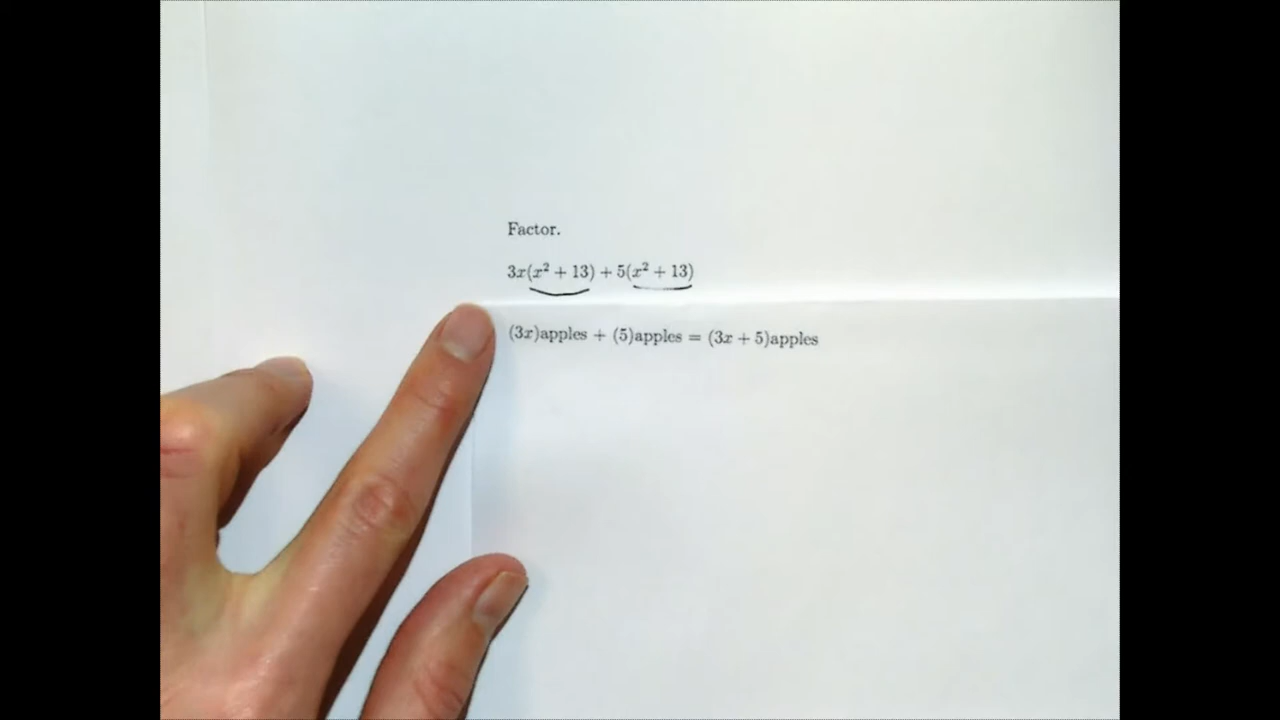 Factor.
3x(x² + 13) + 5(x² + 13)
(3x)apples + (5)apples = (3x + 5)apples